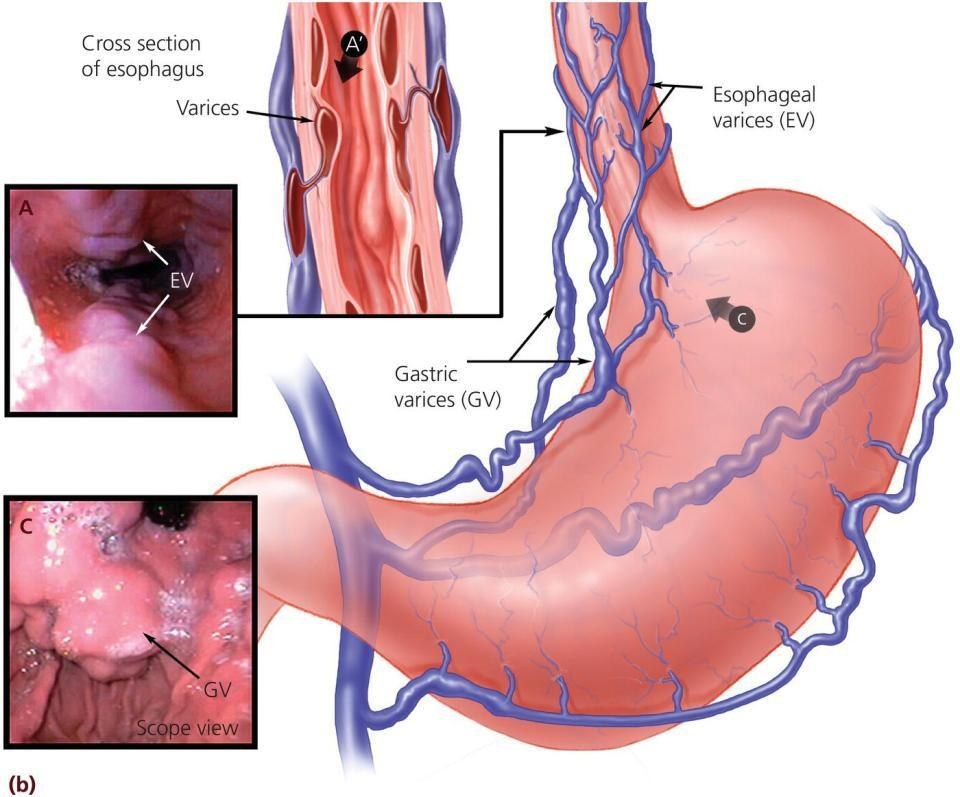 Cross section
of esophagus
A'
Varices
Esophageal
varices (EV)
A
EV
C
Gastric
varices (GV)
C
GV
Scope view
(b)